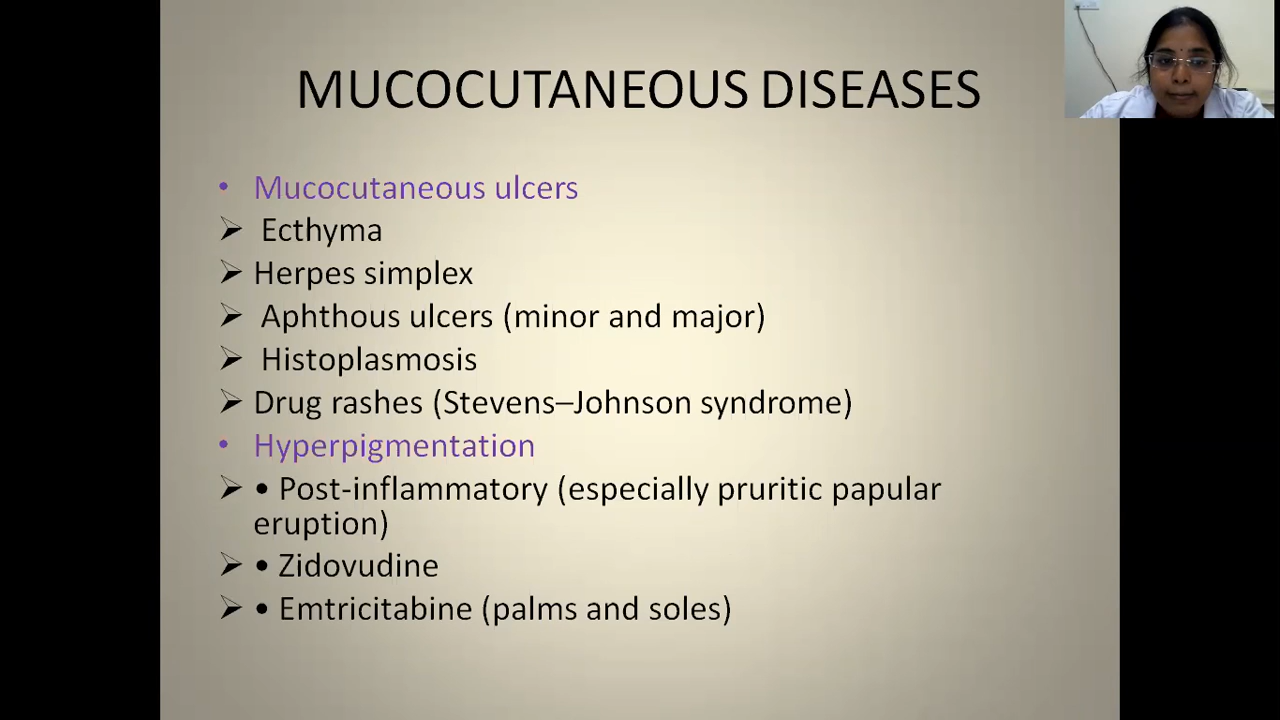 MUCOCUTANEOUS DISEASES
• Mucocutaneous ulcers
➢ Ecthyma
➢ Herpes simplex
➢ Aphthous ulcers (minor and major)
➢ Histoplasmosis
➢ Drug rashes (Stevens–Johnson syndrome)
• Hyperpigmentation
➢ • Post-inflammatory (especially pruritic papular
eruption)
➢ • Zidovudine
➢ • Emtricitabine (palms and soles)